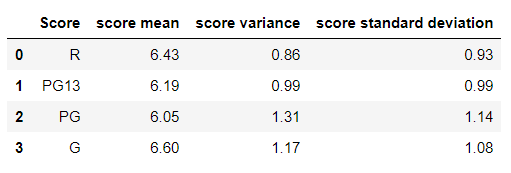 Score score mean score variance score standard deviation
0 R 6.43 0.86 0.93
1 PG13 6.19 0.99 0.99
2 PG 6.05 1.31 1.14
3 G 6.60 1.17 1.08